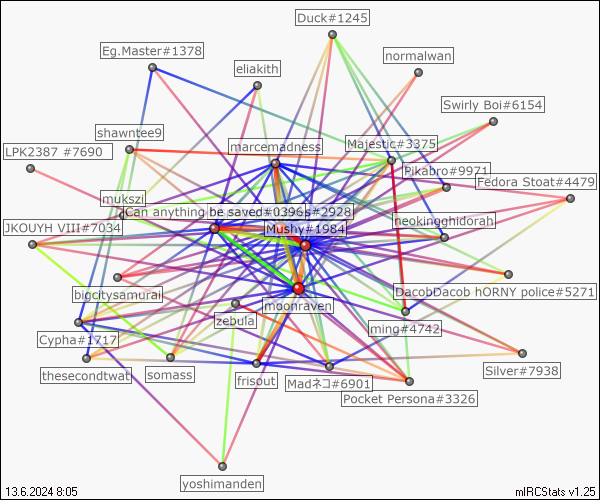 Duck#1245
Eg.Master#1378
normalwan
eliakith
Swirly Boi#6154
shawntee9
marcemadness
Majestic#3375
LPK2387 #7690
Pikabro#9971
Fedora Stoat#4479
mukszi
Can anything be saved#0396
s#2928
JKOUYH VIII#7034
Mushy#1984
neokingghidorah
bigcitysamurai
DacobDacob hORNY police#5271
moonraven
zebula
ming#4742
Cypha#1717
thesecondtwat
somass
frisout
Madネコ#6901
Silver#7938
Pocket Persona#3326
yoshimanden
13.6.2024 8:05
mIRCStats v1.25